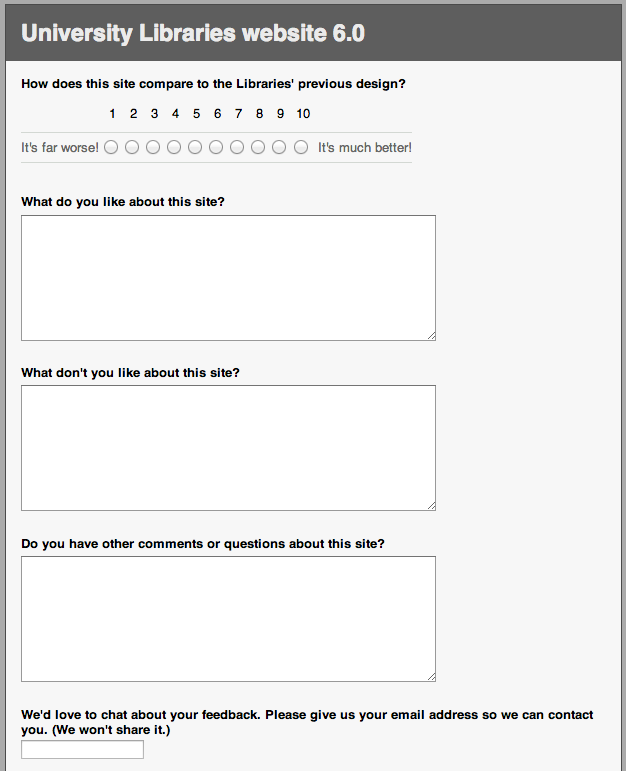 University Libraries website 6.0
How does this site compare to the Libraries' previous design?
1 2 3 4 5 6 7 8 9 10
It's far worse! It's much better!
What do you like about this site?
What don't you like about this site?
Do you have other comments or questions about this site?
We'd love to chat about your feedback. Please give us your email address so we can contact
you. (We won't share it.)